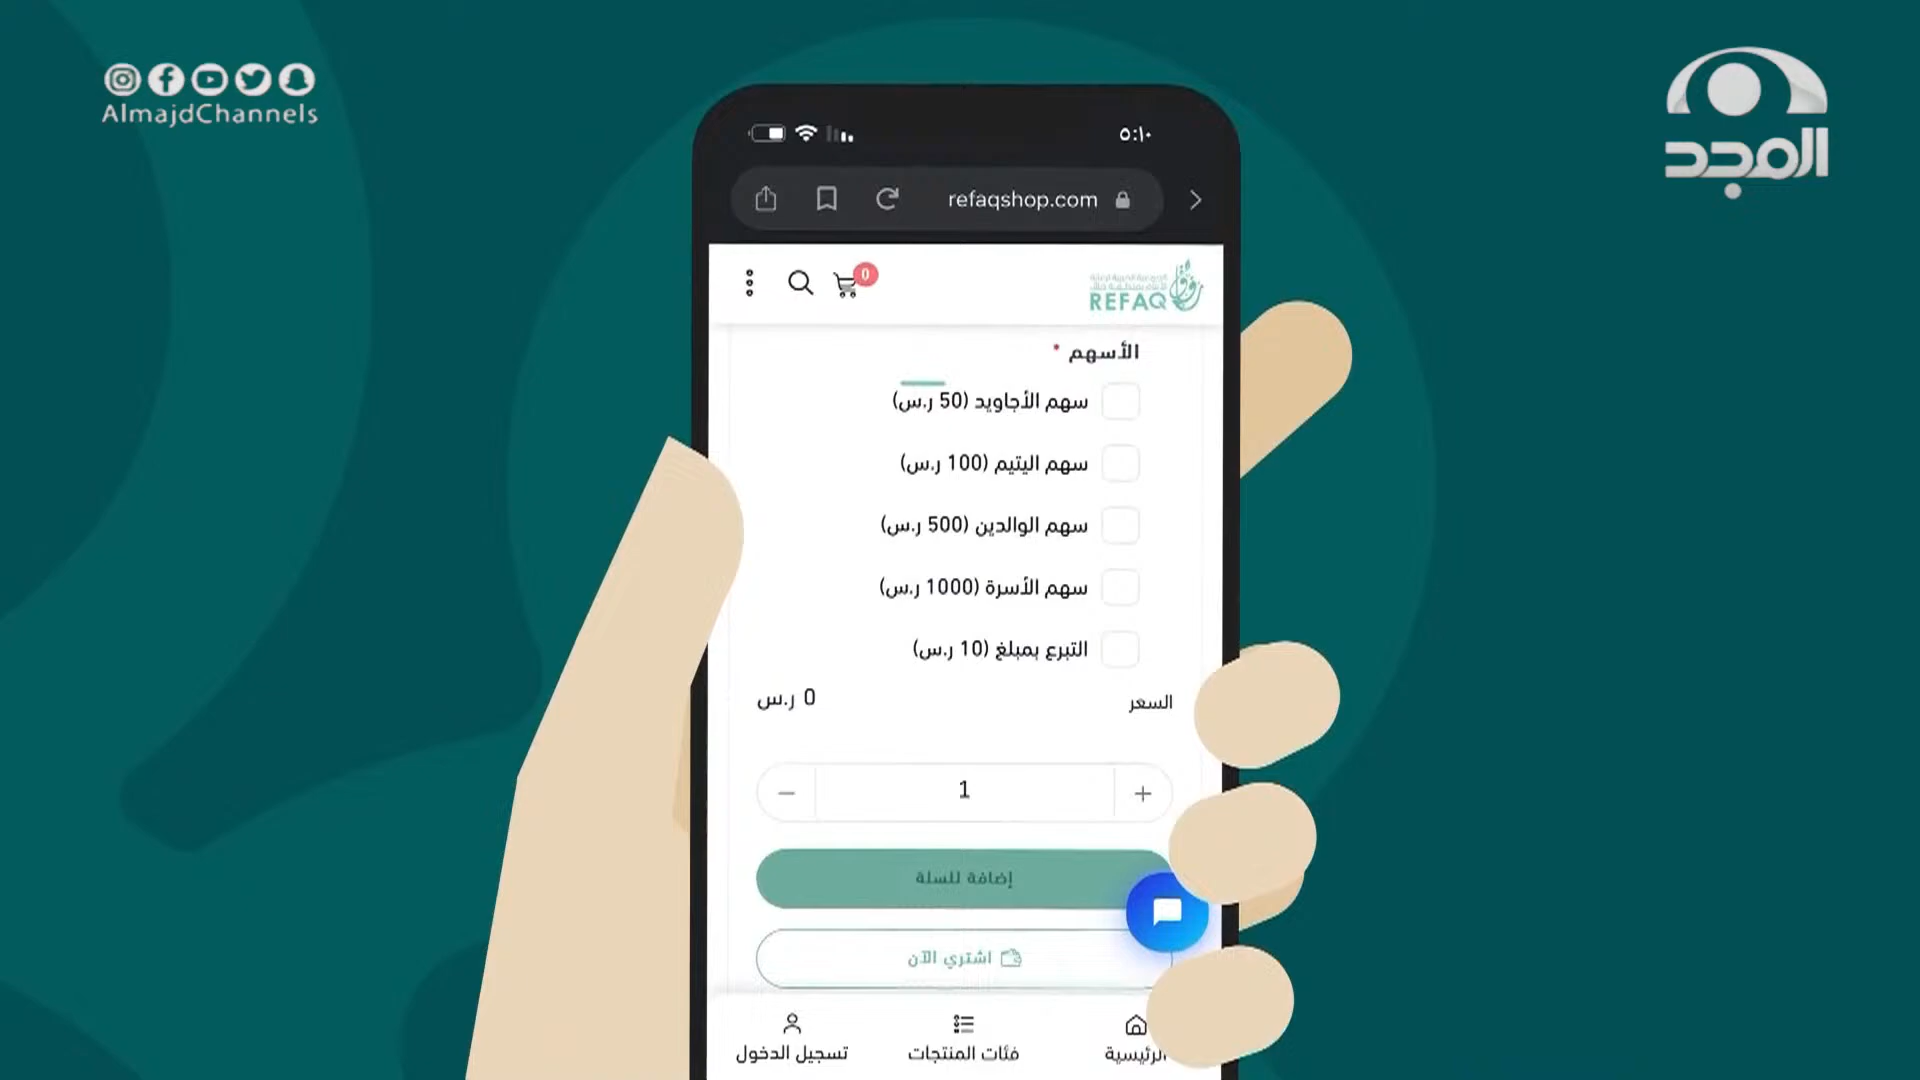 AlmajdChannels
المجد
٥:١٠
refaqshop.com
0
REFAQ
الأسهم *
سهم الأجاويد (50 ر.س)
سهم اليتيم (100 ر.س)
سهم الوالدين (500 ر.س)
سهم الأسرة (1000 ر.س)
التبرع بمبلغ (10 ر.س)
السعر
0 ر.س
1
إضافة للسلة
اشتري الآن
الرئيسية
فئات المنتجات
تسجيل الدخول